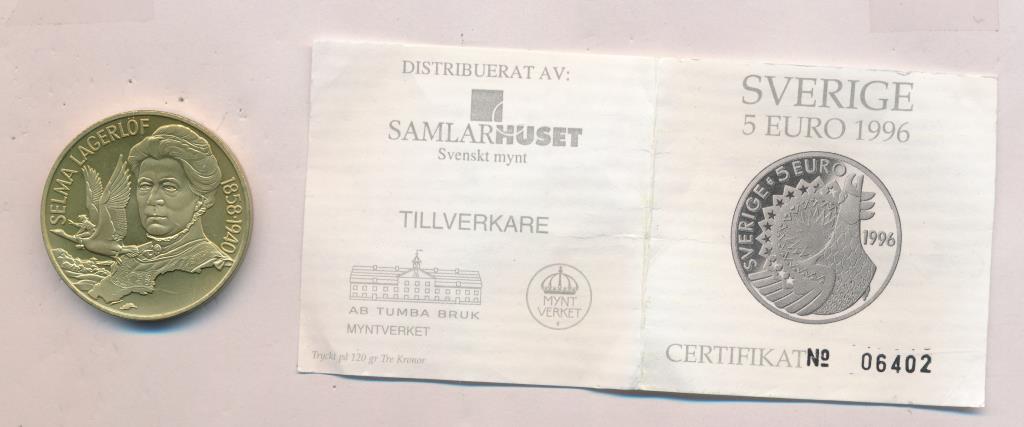 SELMA LAGERLÖF
1858-1940
DISTRIBUERAT AV:
SAMLARHUSET
Svenskt mynt
TILLVERKARE
AB TUMBA BRUK
MYNTVERKET
MYNT
VERKET
Tryckt på 120 gr Tre Kronor
SVERIGE
5 EURO 1996
SVERIGE 5 EURO
1996
CERTIFIKAT Nº 06402